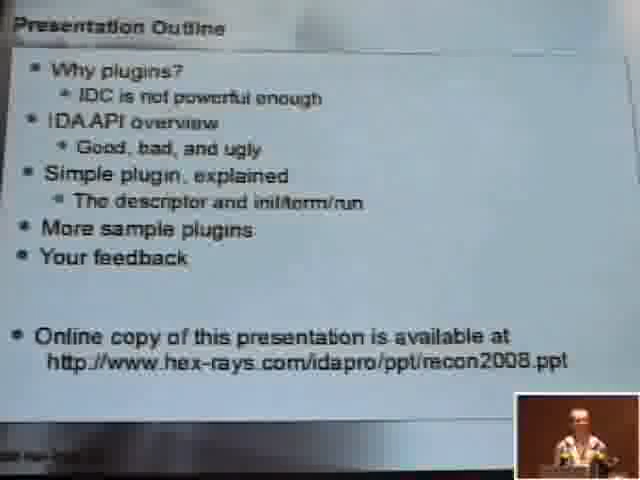 Presentation Outline
Why plugins?
IDC is not powerful enough
IDA API overview
Good, bad, and ugly
Simple plugin, explained
The descriptor and init/term/run
More sample plugins
Your feedback
Online copy of this presentation is available at
http://www.hex-rays.com/idapro/ppt/recon2008.ppt